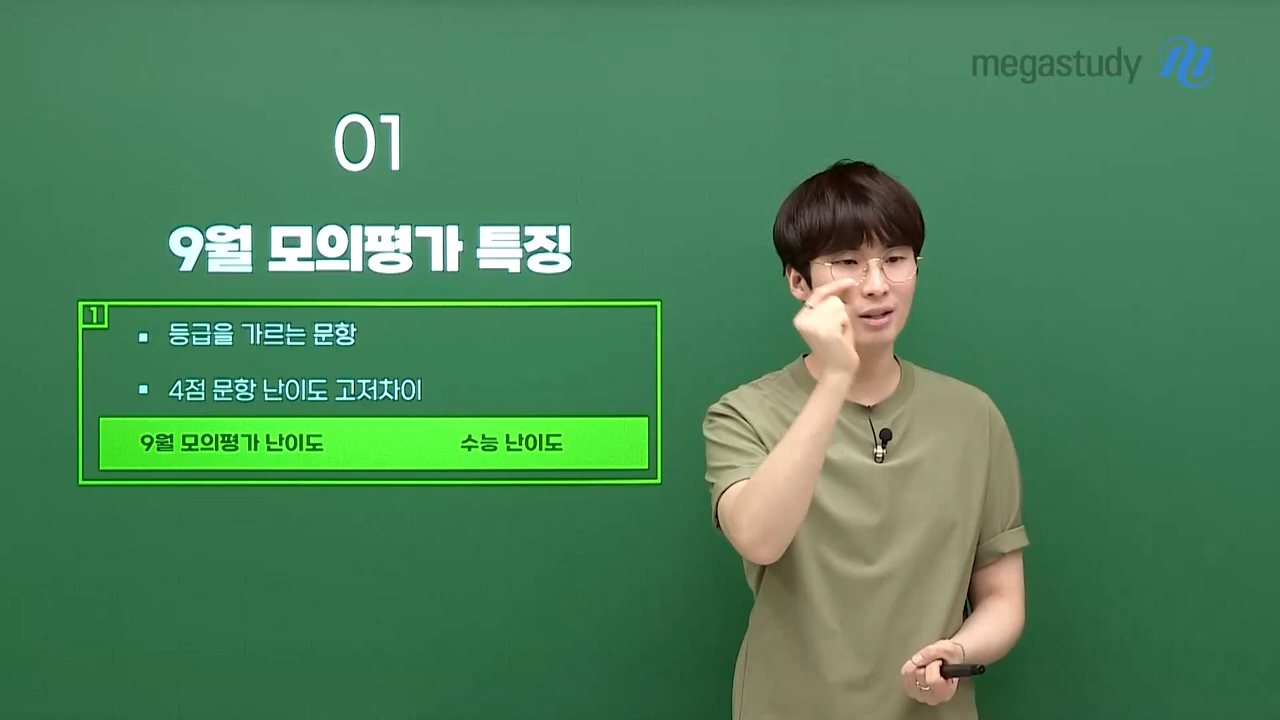 megastudy
01
9월 모의평가 특징
1
▪ 등급을 가르는 문항
▪ 4점 문항 난이도 고저차이
9월 모의평가 난이도 수능 난이도